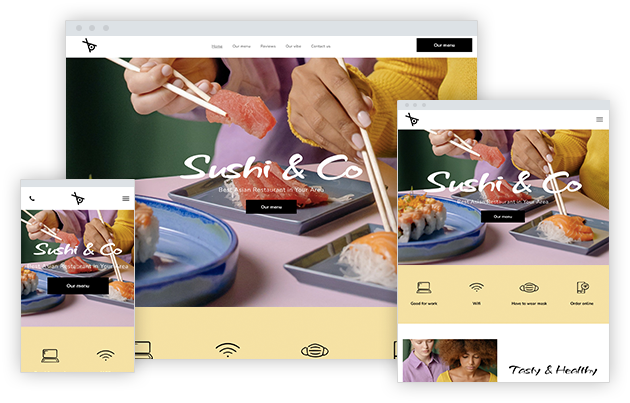 Home Our menu Reviews Our vibe Contact us
Our menu
Sushi & Co
Best Asian Restaurant in Your Area
Our menu
Sushi & Co
Best Asian Restaurant in Your Area
Our menu
Good for work Wifi Have to wear mask Order online
Tasty & Healthy
Sushi & Co
Best Asian Restaurant in Your Area
Our menu